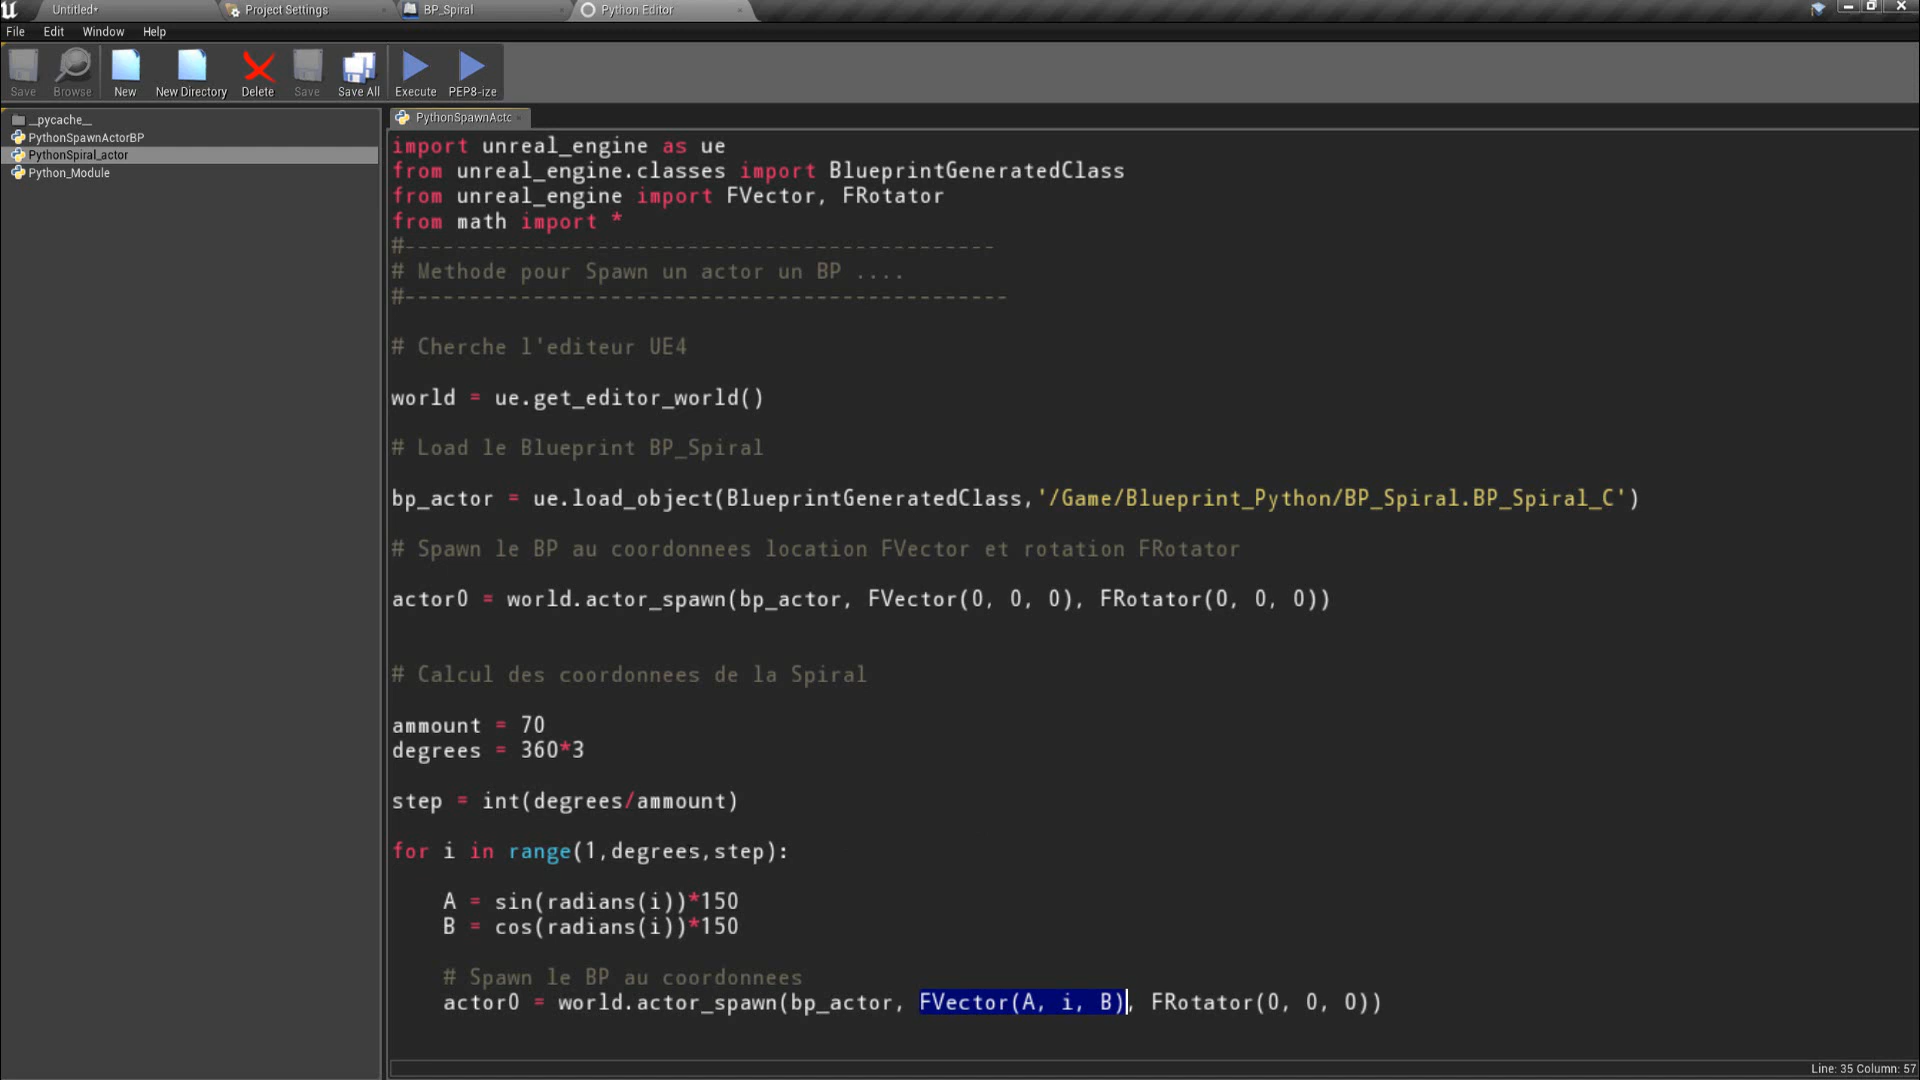 Untitled*
Project Settings
BP_Spiral
Python Editor
File Edit Window Help
Save Browse New New Directory Delete Save Save All Execute PEP8-ize
__pycache__
PythonSpawnActorBP
PythonSpiral_actor
Python_Module
PythonSpawnActc
import unreal_engine as ue
from unreal_engine.classes import BlueprintGeneratedClass
from unreal_engine import FVector, FRotator
from math import *
#----------------------------------------------
# Methode pour Spawn un actor un BP ....
#-----------------------------------------------
# Cherche l'editeur UE4
world = ue.get_editor_world()
# Load le Blueprint BP_Spiral
bp_actor = ue.load_object(BlueprintGeneratedClass,'/Game/Blueprint_Python/BP_Spiral.BP_Spiral_C')
# Spawn le BP au coordonnees location FVector et rotation FRotator
actor0 = world.actor_spawn(bp_actor, FVector(0, 0, 0), FRotator(0, 0, 0))
# Calcul des coordonnees de la Spiral
ammount = 70
degrees = 360*3
step = int(degrees/ammount)
for i in range(1,degrees,step):
A = sin(radians(i))*150
B = cos(radians(i))*150
# Spawn le BP au coordonnees
actor0 = world.actor_spawn(bp_actor, FVector(A, i, B), FRotator(0, 0, 0))
Line: 35 Column: 57